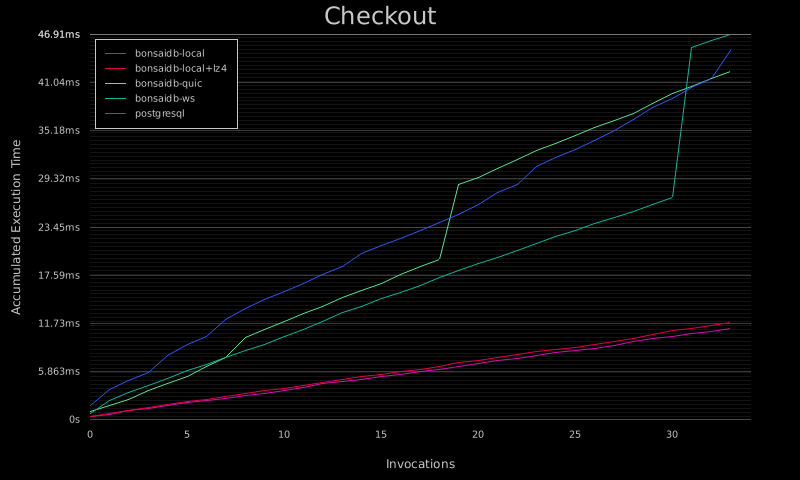 Checkout
46.91ms
41.04ms
35.18ms
29.32ms
23.45ms
17.59ms
11.73ms
5.863ms
0s
Accumulated Execution Time
bonsaidb-local
bonsaidb-local+lz4
bonsaidb-quic
bonsaidb-ws
postgresql
0 5 10 15 20 25 30
Invocations